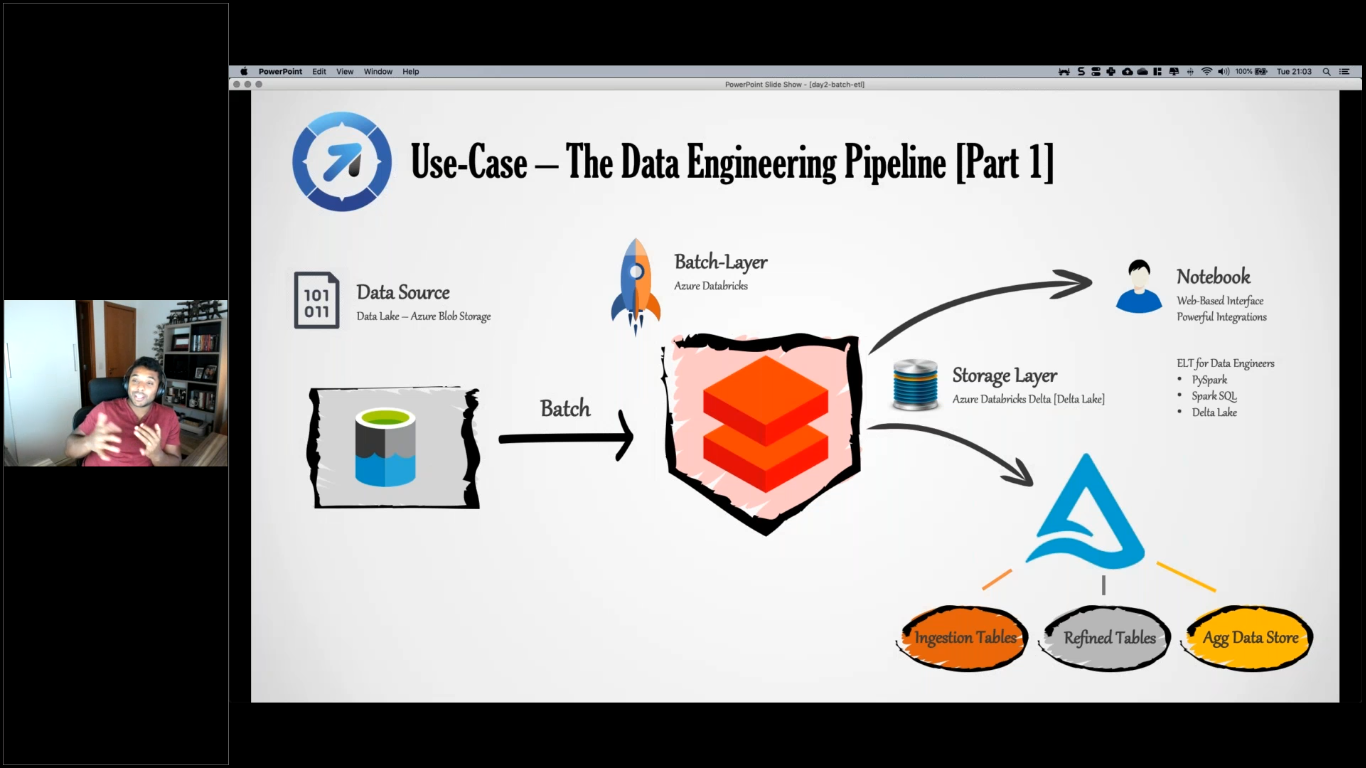 PowerPoint Edit View Window Help
100% Tue 21:03
PowerPoint Slide Show - [day2-batch-etl]
Use-Case – The Data Engineering Pipeline [Part 1]
101
011
Data Source
Data Lake – Azure Blob Storage
Batch-Layer
Azure Databricks
Notebook
Web-Based Interface
Powerful Integrations
Batch
Storage Layer
Azure Databricks Delta [Delta Lake]
ELT for Data Engineers
• PySpark
• Spark SQL
• Delta Lake
Ingestion Tables
Refined Tables
Agg Data Store